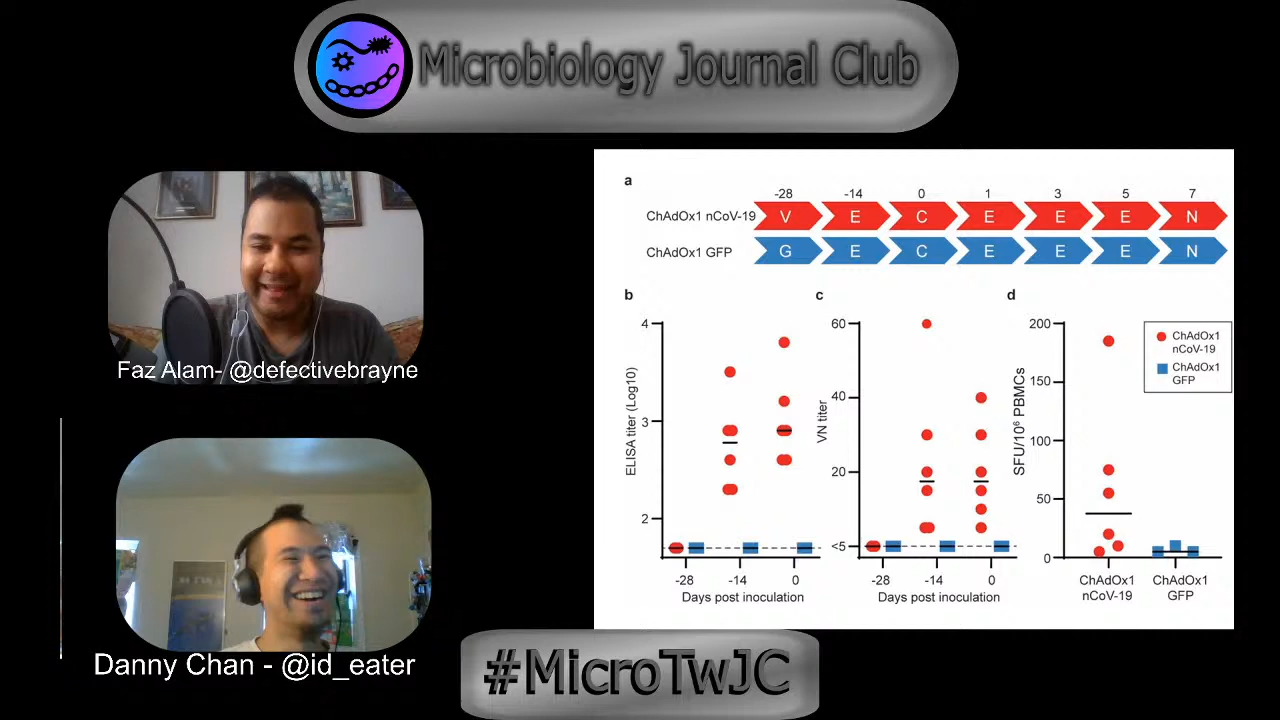 Microbiology Journal Club
Faz Alam- @defectivebrayne
Danny Chan - @id_eater
a
-28 -14 0 1 3 5 7
ChAdOx1 nCoV-19 V E C E E E N
ChAdOx1 GFP G E C E E E N
b
4
3
2
ELISA titer (Log10)
-28 -14 0
Days post inoculation
c
60
40
20
<5
VN titer
-28 -14 0
Days post inoculation
d
200
150
100
50
0
SFU/10⁶ PBMCs
ChAdOx1
nCoV-19
ChAdOx1
GFP
ChAdOx1
nCoV-19
ChAdOx1
GFP
#MicroTwJC